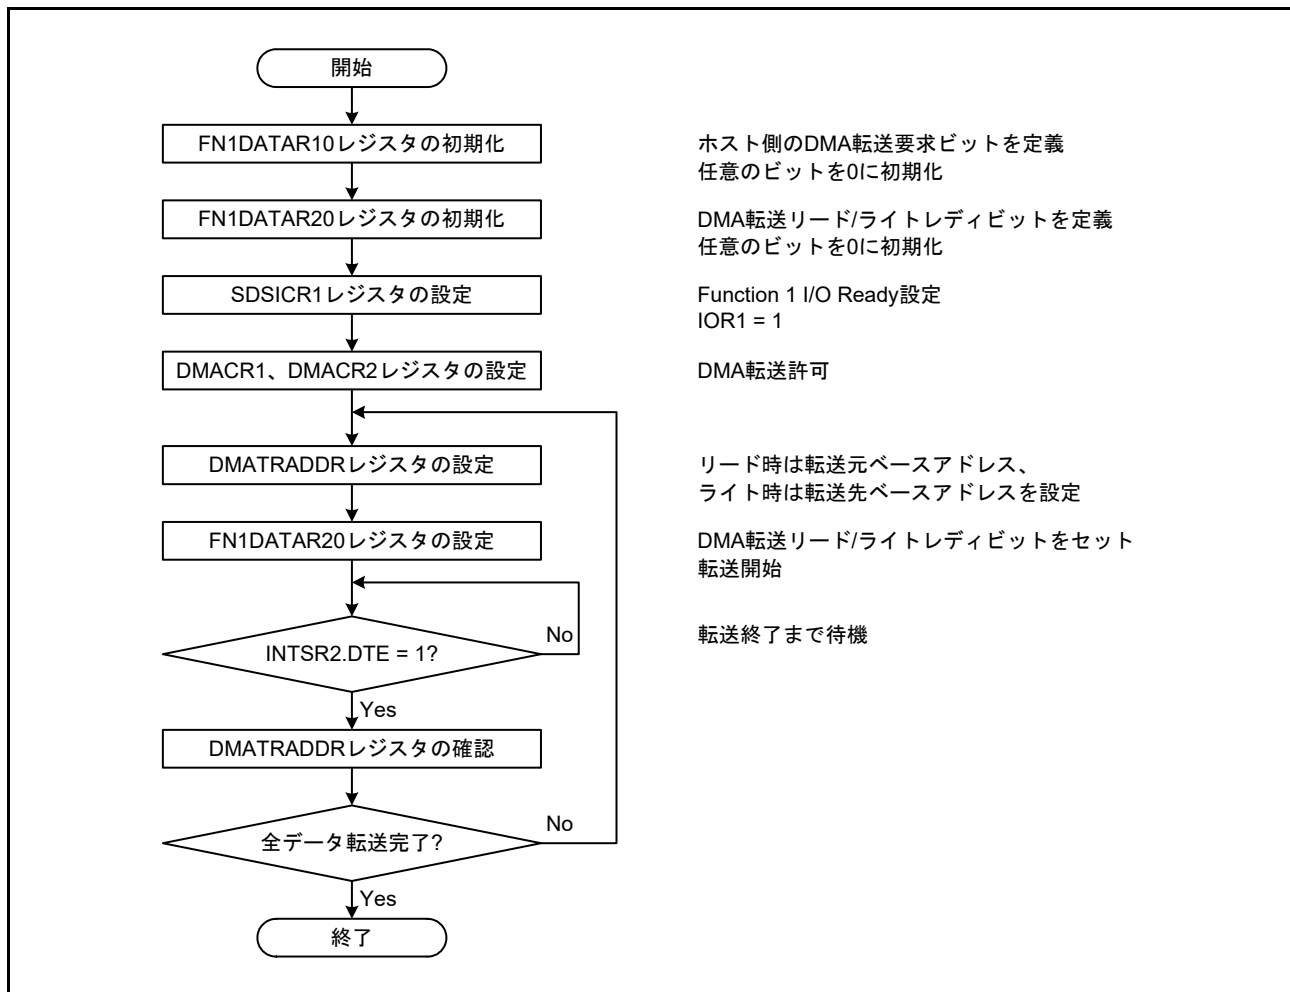 開始
FN1DATAR10レジスタの初期化
ホスト側のDMA転送要求ビットを定義
任意のビットを0に初期化
FN1DATAR20レジスタの初期化
DMA転送リード/ライトレディビットを定義
任意のビットを0に初期化
SDSICR1レジスタの設定
Function 1 I/O Ready設定
IOR1 = 1
DMACR1、DMACR2レジスタの設定
DMA転送許可
DMATRADDRレジスタの設定
リード時は転送元ベースアドレス、
ライト時は転送先ベースアドレスを設定
FN1DATAR20レジスタの設定
DMA転送リード/ライトレディビットをセット
転送開始
INTSR2.DTE = 1?
No
転送終了まで待機
Yes
DMATRADDRレジスタの確認
全データ転送完了?
No
Yes
終了